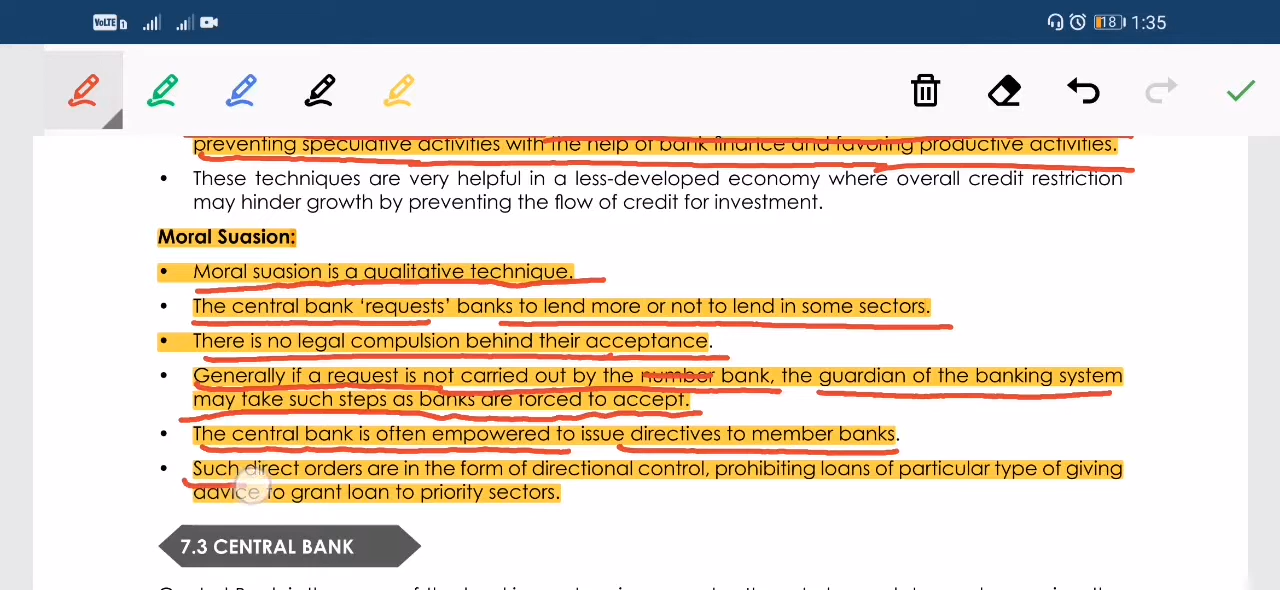 VoLTE 1 18 1:35
preventing speculative activities with the help of bank finance and favoring productive activities.
• These techniques are very helpful in a less-developed economy where overall credit restriction
may hinder growth by preventing the flow of credit for investment.
Moral Suasion:
• Moral suasion is a qualitative technique.
• The central bank ‘requests’ banks to lend more or not to lend in some sectors.
• There is no legal compulsion behind their acceptance.
• Generally if a request is not carried out by the number bank, the guardian of the banking system
may take such steps as banks are forced to accept.
• The central bank is often empowered to issue directives to member banks.
• Such direct orders are in the form of directional control, prohibiting loans of particular type of giving
advice to grant loan to priority sectors.
7.3 CENTRAL BANK